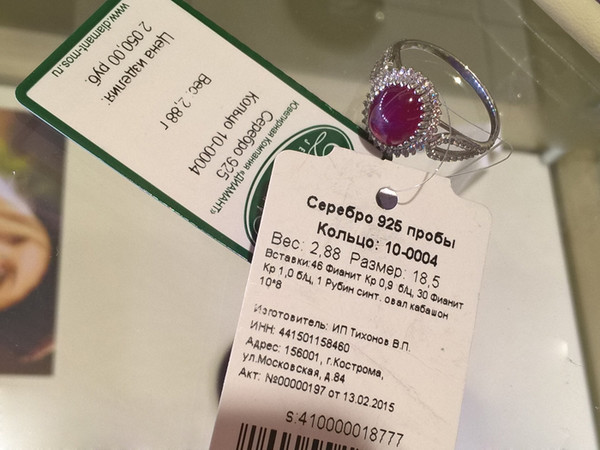 www.diamant-mos.ru
Цена изделия:
2 050,00 руб.
Вес: 2,88 г
Кольцо 10-0004
Серебро 925
Ювелирная Компания «ДИАМАНТ»
Серебро 925 пробы
Кольцо: 10-0004
Вес: 2,88 Размер: 18,5
Вставки:46 Фианит Кр 0,9 б/ц, 30 Фианит
Кр 1,0 б/ц, 1 Рубин синт. овал кабашон
10*8
Изготовитель: ИП Тихонов В.П.
ИНН: 441501158460
Адрес: 156001, г.Кострома,
ул.Московская, д.84
Акт: №00000197 от 13.02.2015
s:410000018777